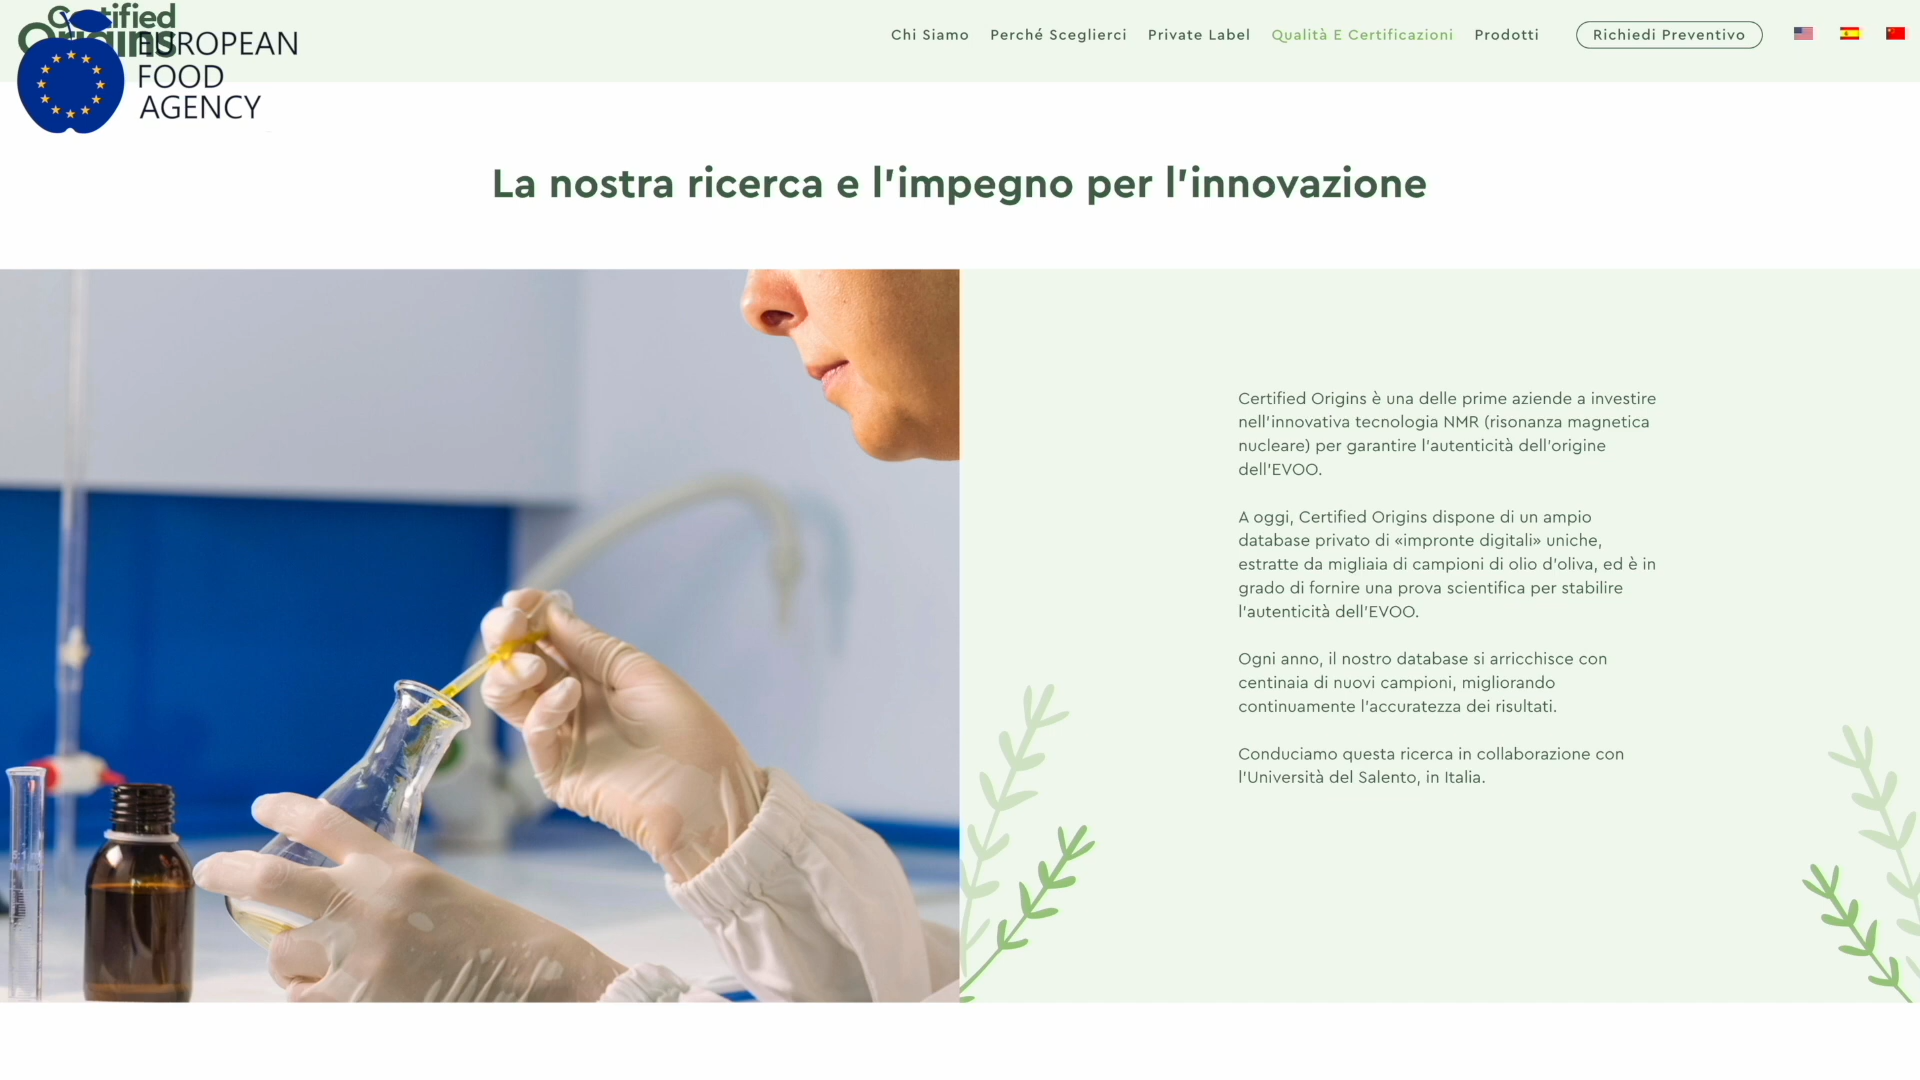 Certified
Origins
EUROPEAN
FOOD
AGENCY
Chi Siamo
Perché Sceglierci
Private Label
Qualità E Certificazioni
Prodotti
Richiedi Preventivo
La nostra ricerca e l'impegno per l'innovazione
Certified Origins è una delle prime aziende a investire
nell'innovativa tecnologia NMR (risonanza magnetica
nucleare) per garantire l'autenticità dell'origine
dell'EVOO.
A oggi, Certified Origins dispone di un ampio
database privato di «impronte digitali» uniche,
estratte da migliaia di campioni di olio d'oliva, ed è in
grado di fornire una prova scientifica per stabilire
l'autenticità dell'EVOO.
Ogni anno, il nostro database si arricchisce con
centinaia di nuovi campioni, migliorando
continuamente l'accuratezza dei risultati.
Conduciamo questa ricerca in collaborazione con
l'Università del Salento, in Italia.